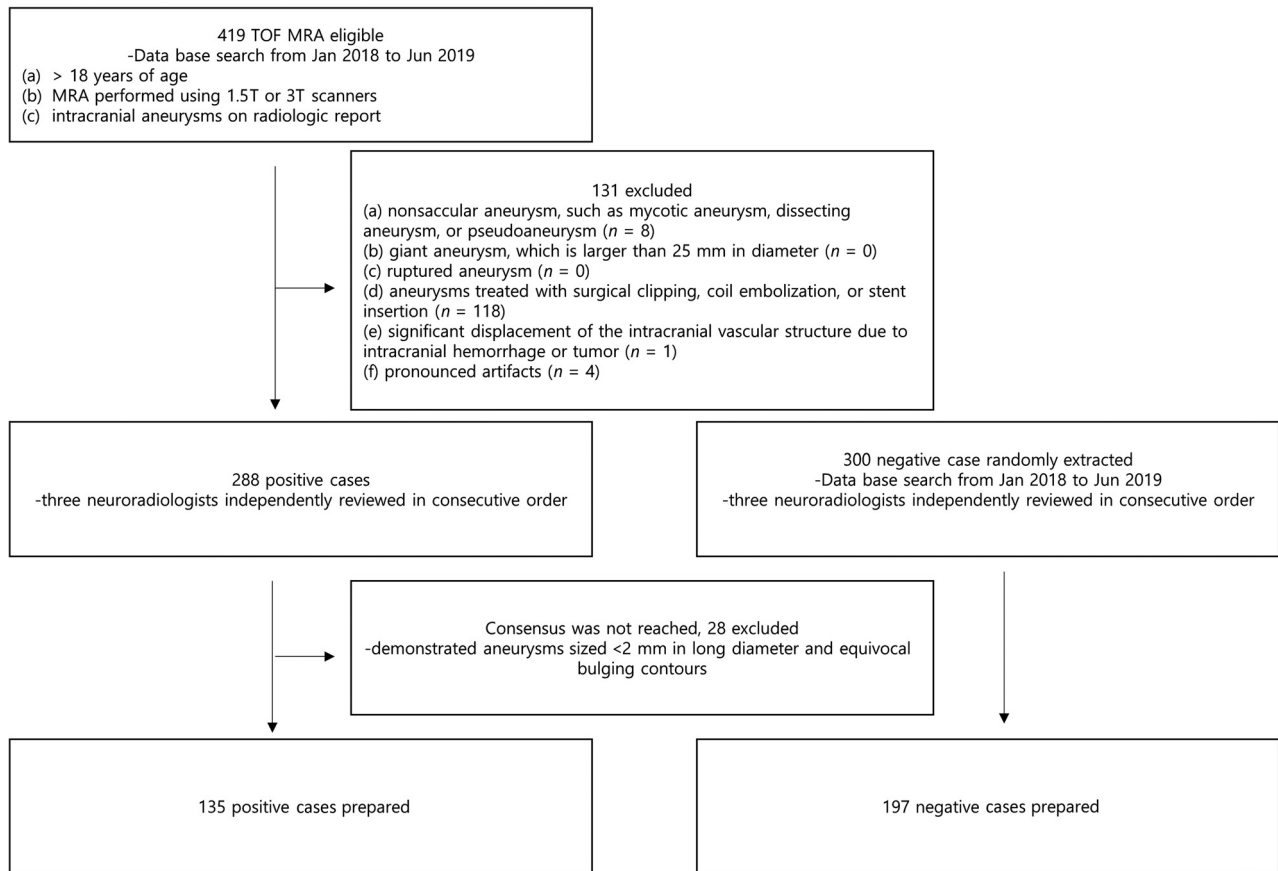 419 TOF MRA eligible
-Data base search from Jan 2018 to Jun 2019
(a) > 18 years of age
(b) MRA performed using 1.5T or 3T scanners
(c) intracranial aneurysms on radiologic report
131 excluded
(a) nonsaccular aneurysm, such as mycotic aneurysm, dissecting
aneurysm, or pseudoaneurysm (n = 8)
(b) giant aneurysm, which is larger than 25 mm in diameter (n = 0)
(c) ruptured aneurysm (n = 0)
(d) aneurysms treated with surgical clipping, coil embolization, or stent
insertion (n = 118)
(e) significant displacement of the intracranial vascular structure due to
intracranial hemorrhage or tumor (n = 1)
(f) pronounced artifacts (n = 4)
288 positive cases
-three neuroradiologists independently reviewed in consecutive order
300 negative case randomly extracted
-Data base search from Jan 2018 to Jun 2019
-three neuroradiologists independently reviewed in consecutive order
Consensus was not reached, 28 excluded
-demonstrated aneurysms sized <2 mm in long diameter and equivocal
bulging contours
135 positive cases prepared
197 negative cases prepared